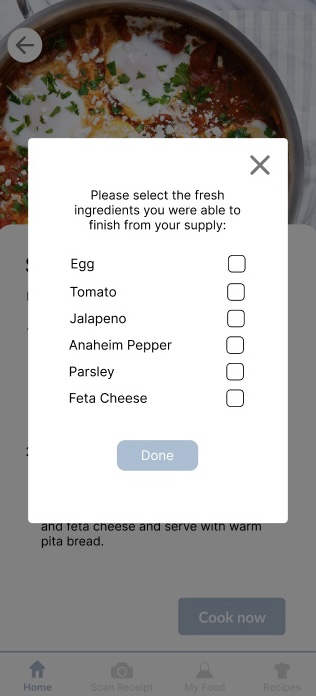 Please select the fresh
ingredients you were able to
finish from your supply:
Egg
Tomato
Jalapeno
Anaheim Pepper
Parsley
Feta Cheese
Done
and feta cheese and serve with warm
pita bread.
Cook now
Home
Scan Receipt
My Food
Recipes